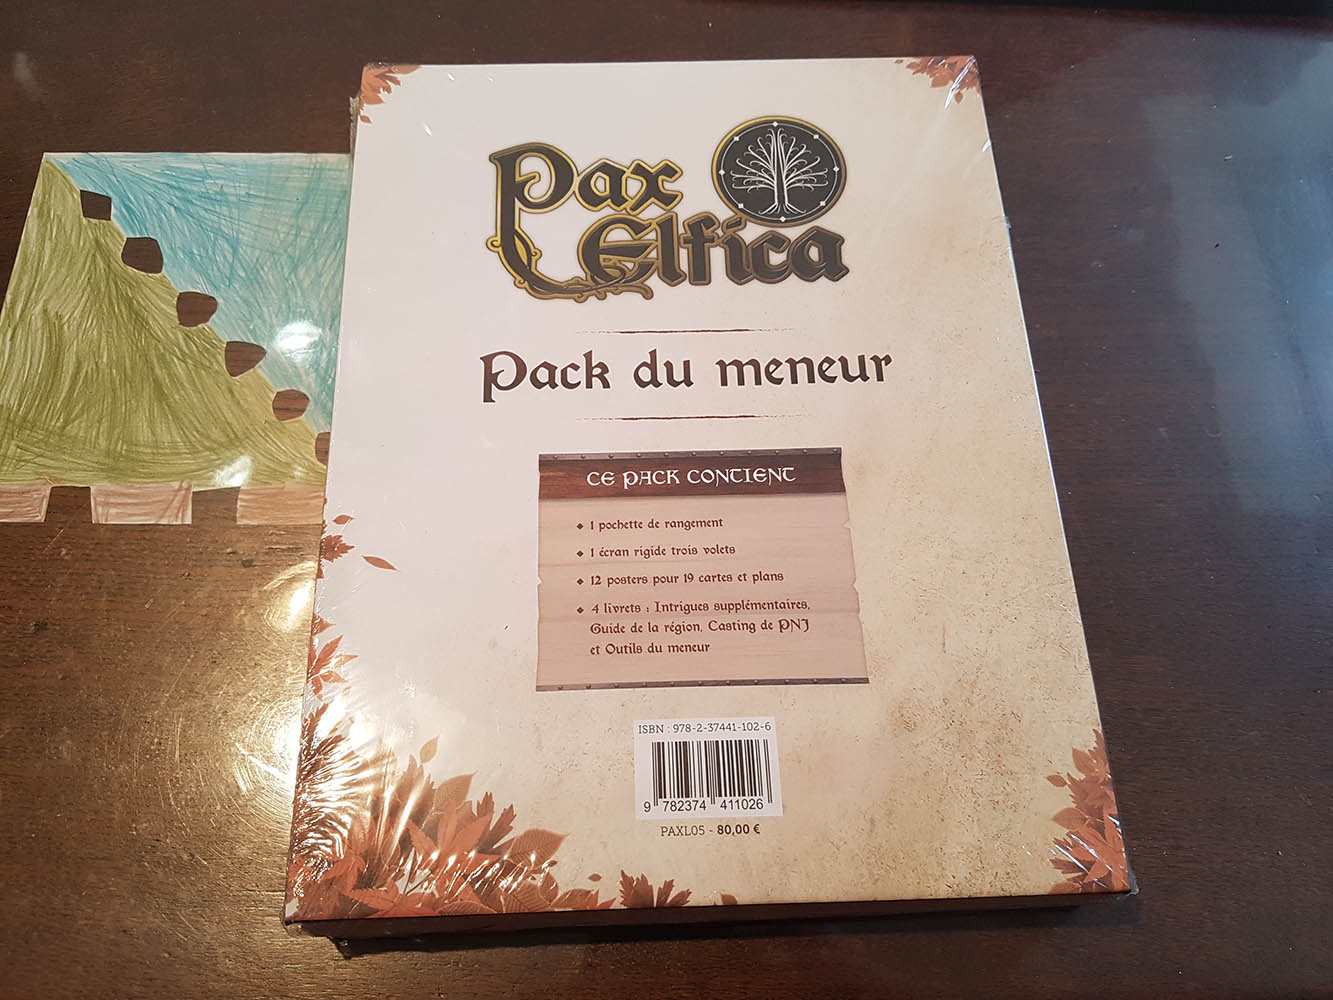 Pax
Elfica
Pack du meneur
CE PACK CONTIENT
◆ 1 pochette de rangement
◆ 1 écran rigide trois volets
◆ 12 posters pour 19 cartes et plans
◆ 4 livrets : Intrigues supplémentaires,
Guide de la région, Casting de PNJ
et Outils du meneur
ISBN : 978-2-37441-102-6
9 782374 411026
PAXL05 - 80,00 €